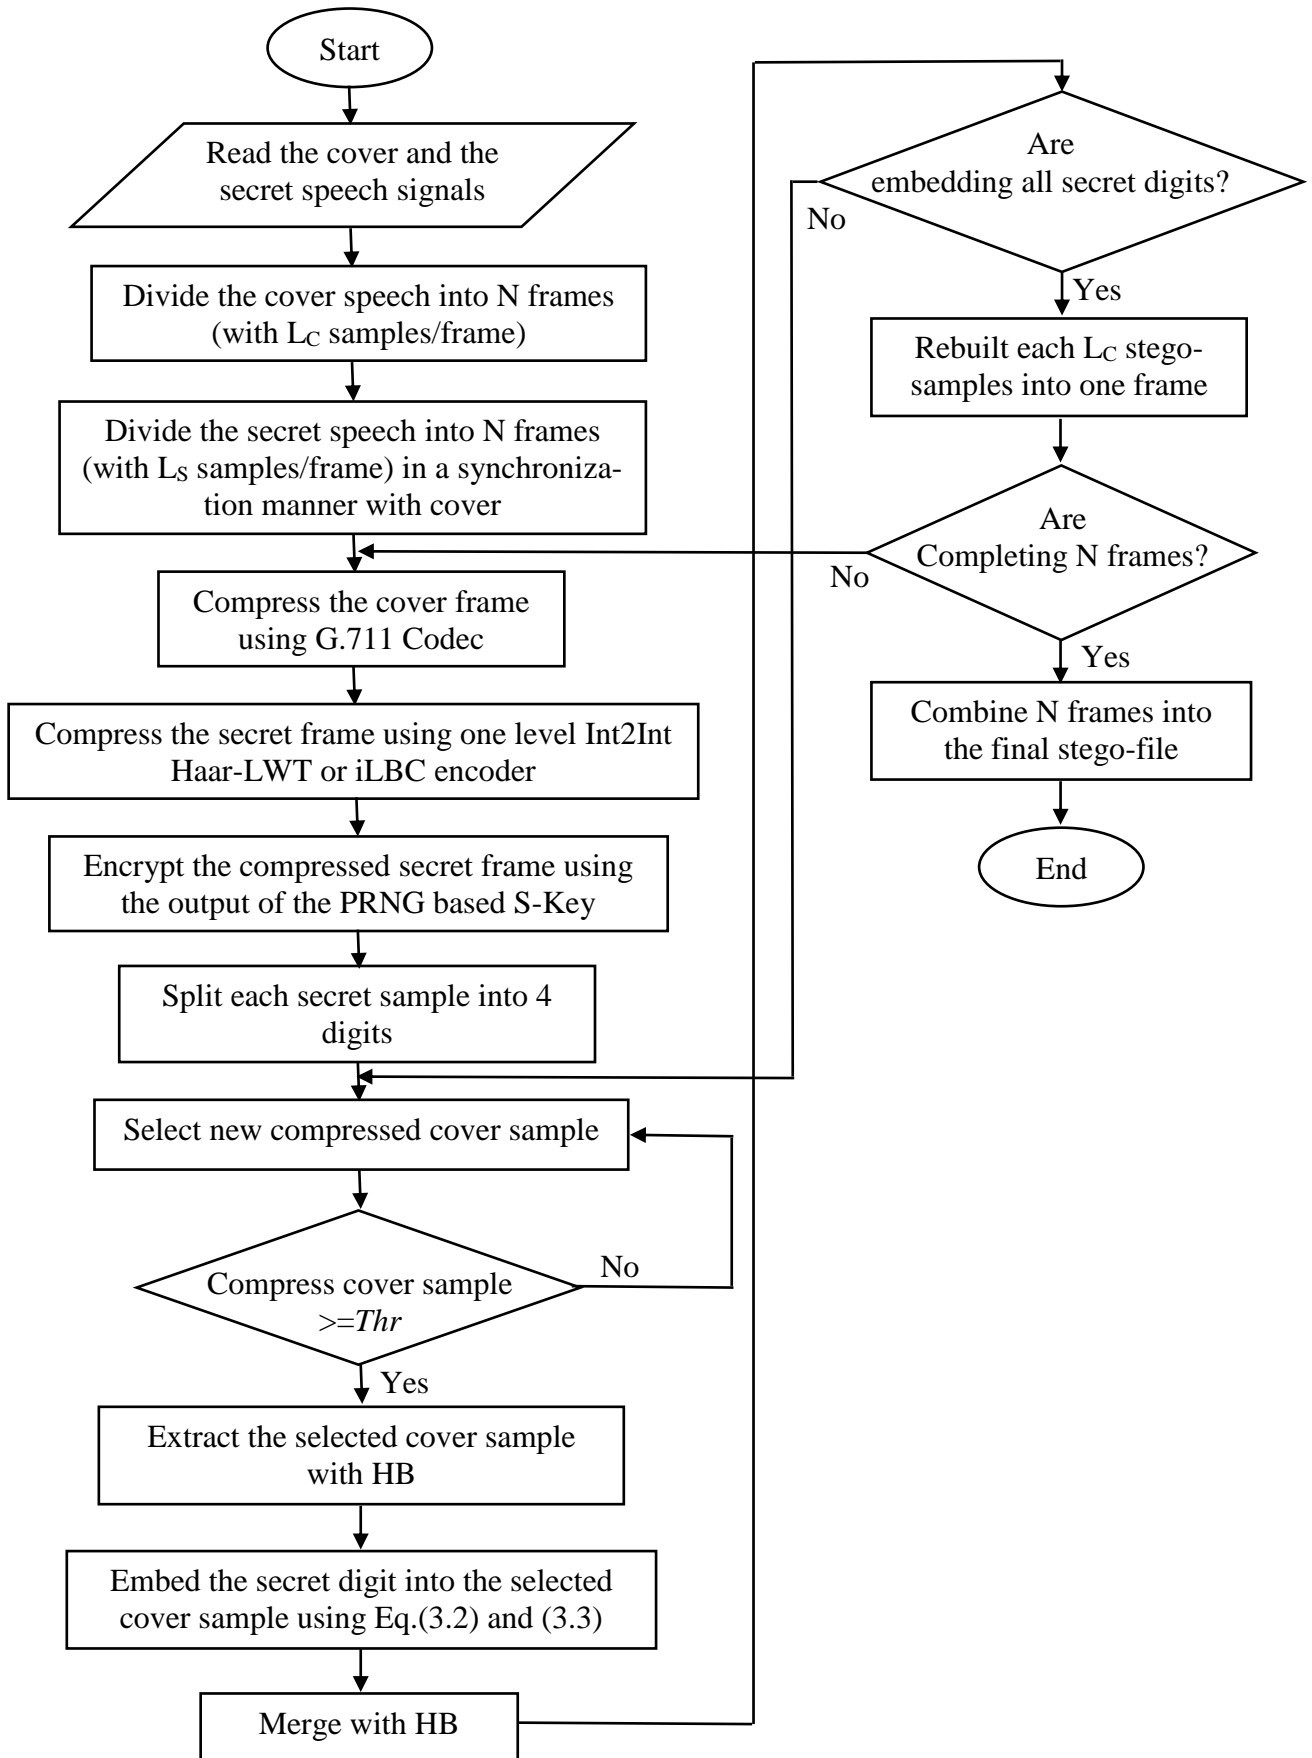 Start
Read the cover and the
secret speech signals
Divide the cover speech into N frames
(with LC samples/frame)
Divide the secret speech into N frames
(with LS samples/frame) in a synchroniza-
tion manner with cover
Compress the cover frame
using G.711 Codec
Compress the secret frame using one level Int2Int
Haar-LWT or iLBC encoder
Encrypt the compressed secret frame using
the output of the PRNG based S-Key
Split each secret sample into 4
digits
Select new compressed cover sample
Compress cover sample
>=Thr
No
Yes
Extract the selected cover sample
with HB
Embed the secret digit into the selected
cover sample using Eq.(3.2) and (3.3)
Merge with HB
Are
embedding all secret digits?
No
Yes
Rebuilt each LC stego-
samples into one frame
Are
Completing N frames?
No
Yes
Combine N frames into
the final stego-file
End